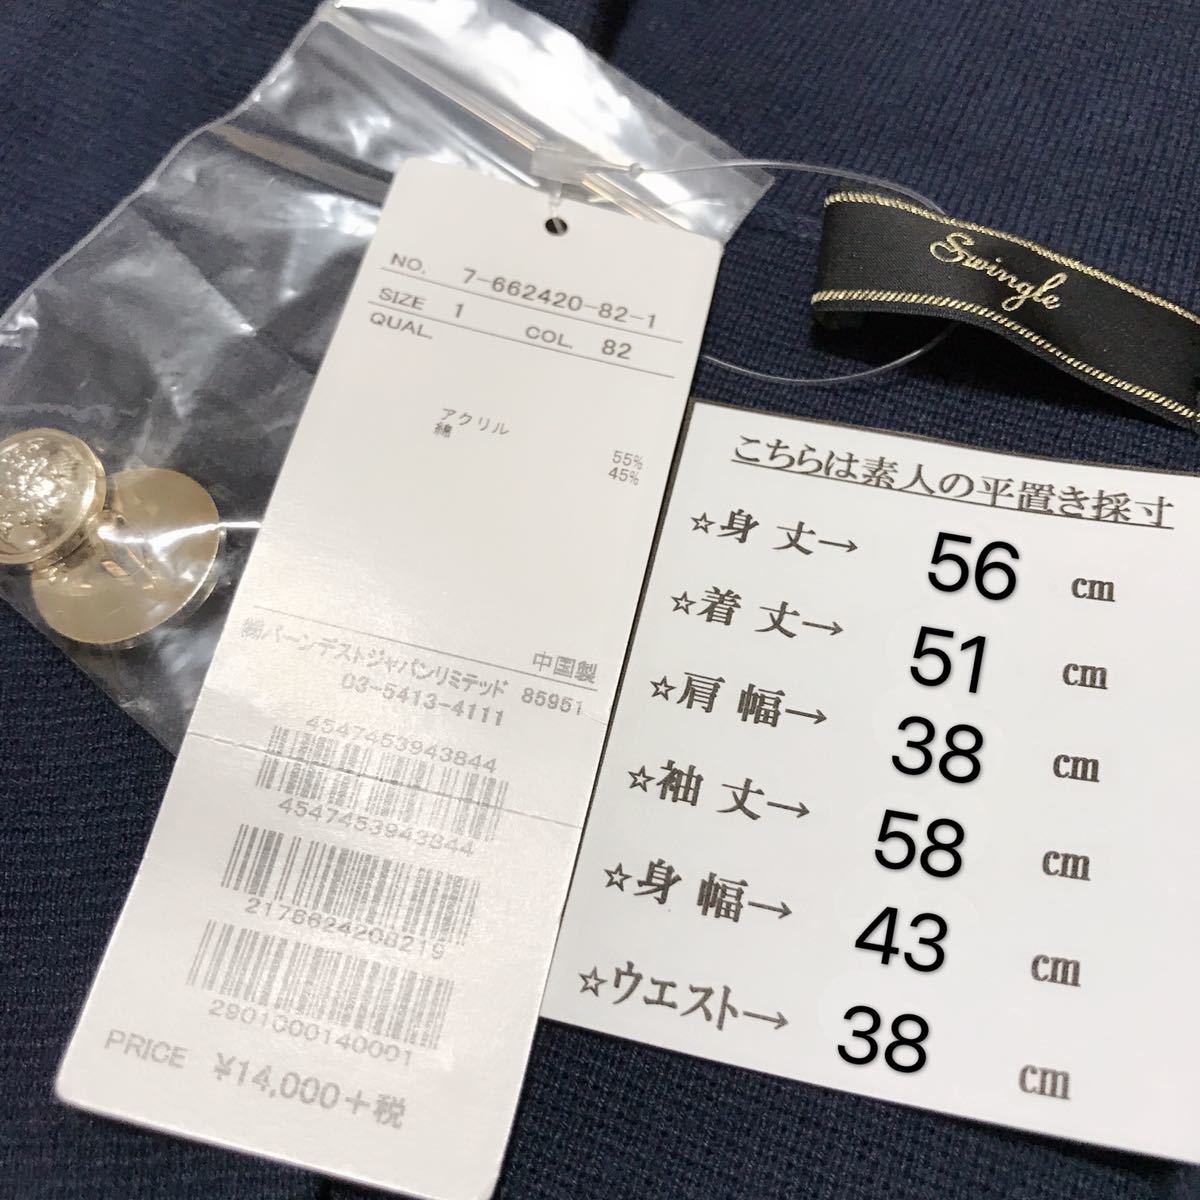 NO. 7-662420-82-1
SIZE 1 COL. 82
QUAL.
アクリル 55%
綿 45%
中国製
㈱バーンデストジャパンリミテッド 85951
03-5413-4111
4547453943844
4547453943844
2176624208219
2901000140001
PRICE ¥14,000+税
Swingle
こちらは素人の平置き採寸
☆身 丈→ 56 cm
☆着 丈→ 51 cm
☆肩 幅→ 38 cm
☆袖 丈→ 58 cm
☆身 幅→ 43 cm
☆ウエスト→ 38 cm